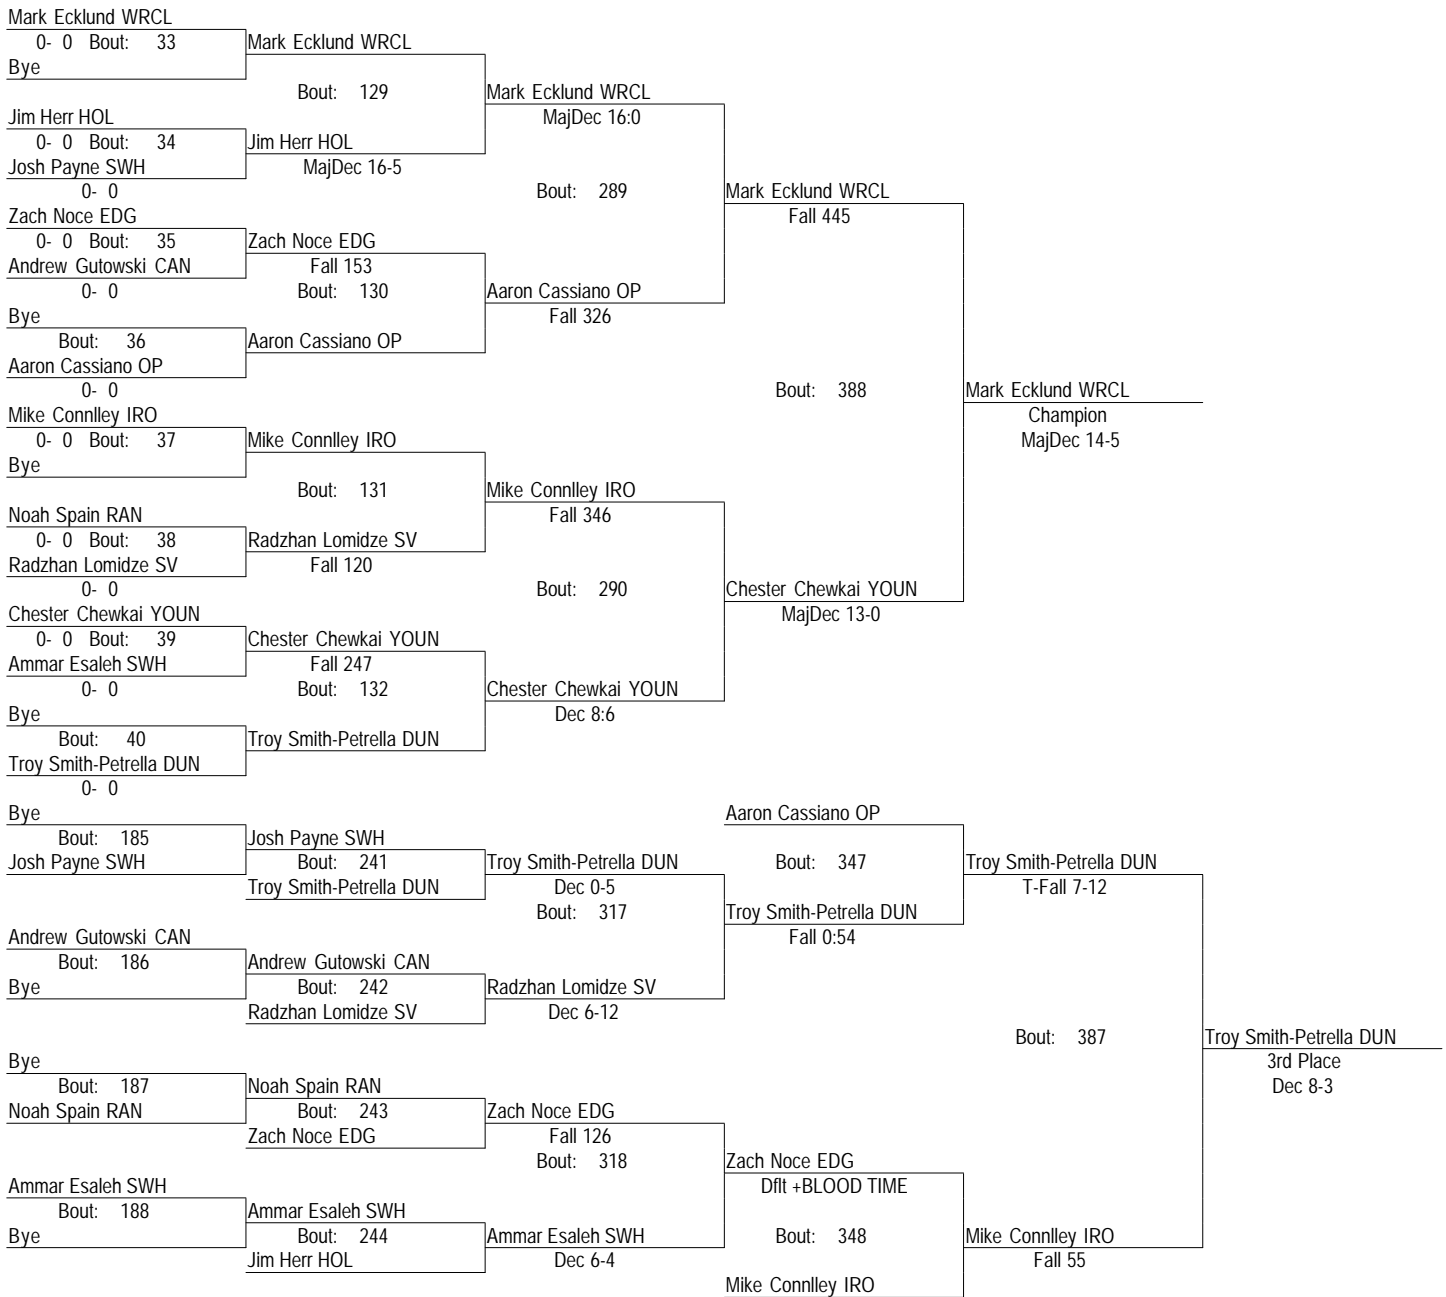 Mark Ecklund WRCL
0- 0 Bout: 33 Mark Ecklund WRCL
Bye
Bout: 129 Mark Ecklund WRCL
Jim Herr HOL MajDec 16:0
0- 0 Bout: 34 Jim Herr HOL
Josh Payne SWH MajDec 16-5
0- 0 Bout: 289 Mark Ecklund WRCL
Zach Noce EDG Fall 445
0- 0 Bout: 35 Zach Noce EDG
Andrew Gutowski CAN Fall 153
0- 0 Bout: 130 Aaron Cassiano OP
Bye Fall 326
Bout: 36 Aaron Cassiano OP
Aaron Cassiano OP
0- 0 Bout: 388 Mark Ecklund WRCL
Mike Connlley IRO Champion
0- 0 Bout: 37 Mike Connlley IRO MajDec 14-5
Bye
Bout: 131 Mike Connlley IRO
Noah Spain RAN Fall 346
0- 0 Bout: 38 Radzhan Lomidze SV
Radzhan Lomidze SV Fall 120
0- 0 Bout: 290 Chester Chewkai YOUN
Chester Chewkai YOUN MajDec 13-0
0- 0 Bout: 39 Chester Chewkai YOUN
Ammar Esaleh SWH Fall 247
0- 0 Bout: 132 Chester Chewkai YOUN
Bye Dec 8:6
Bout: 40 Troy Smith-Petrella DUN
Troy Smith-Petrella DUN
0- 0
Bye Aaron Cassiano OP
Bout: 185 Josh Payne SWH
Josh Payne SWH Bout: 241 Troy Smith-Petrella DUN Bout: 347 Troy Smith-Petrella DUN
Troy Smith-Petrella DUN Dec 0-5 T-Fall 7-12
Bout: 317 Troy Smith-Petrella DUN
Andrew Gutowski CAN Fall 0:54
Bout: 186 Andrew Gutowski CAN
Bye Bout: 242 Radzhan Lomidze SV
Radzhan Lomidze SV Dec 6-12
Bout: 387 Troy Smith-Petrella DUN
Bye 3rd Place
Bout: 187 Noah Spain RAN Dec 8-3
Noah Spain RAN Bout: 243 Zach Noce EDG
Zach Noce EDG Fall 126
Bout: 318 Zach Noce EDG
Ammar Esaleh SWH Dflt +BLOOD TIME
Bout: 188 Ammar Esaleh SWH
Bye Bout: 244 Ammar Esaleh SWH Bout: 348 Mike Connlley IRO
Jim Herr HOL Dec 6-4 Fall 55
Mike Connlley IRO